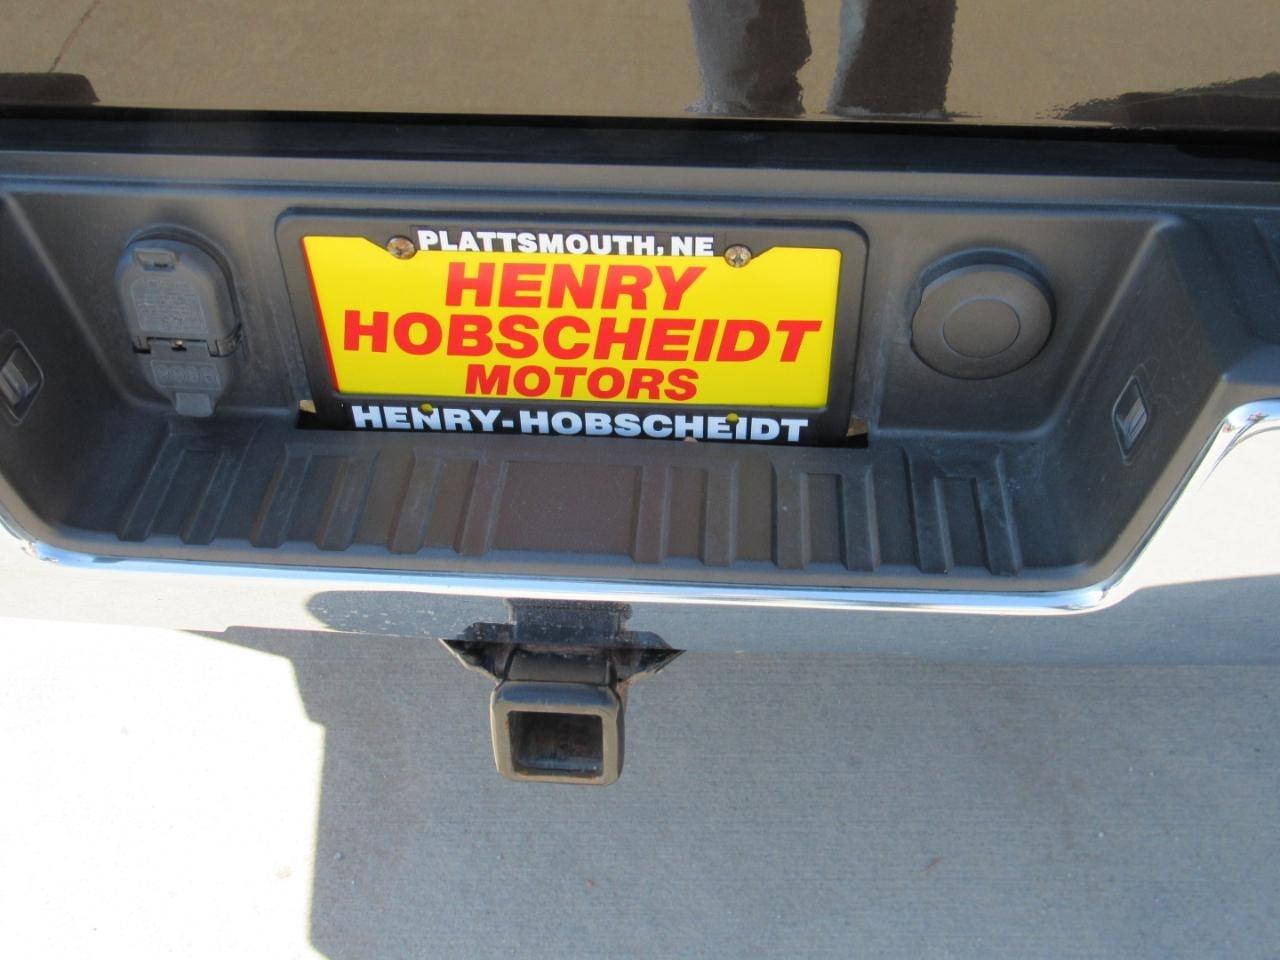 PLATTSMOUTH, NE
HENRY
HOBSCHEIDT
MOTORS
HENRY-HOBSCHEIDT